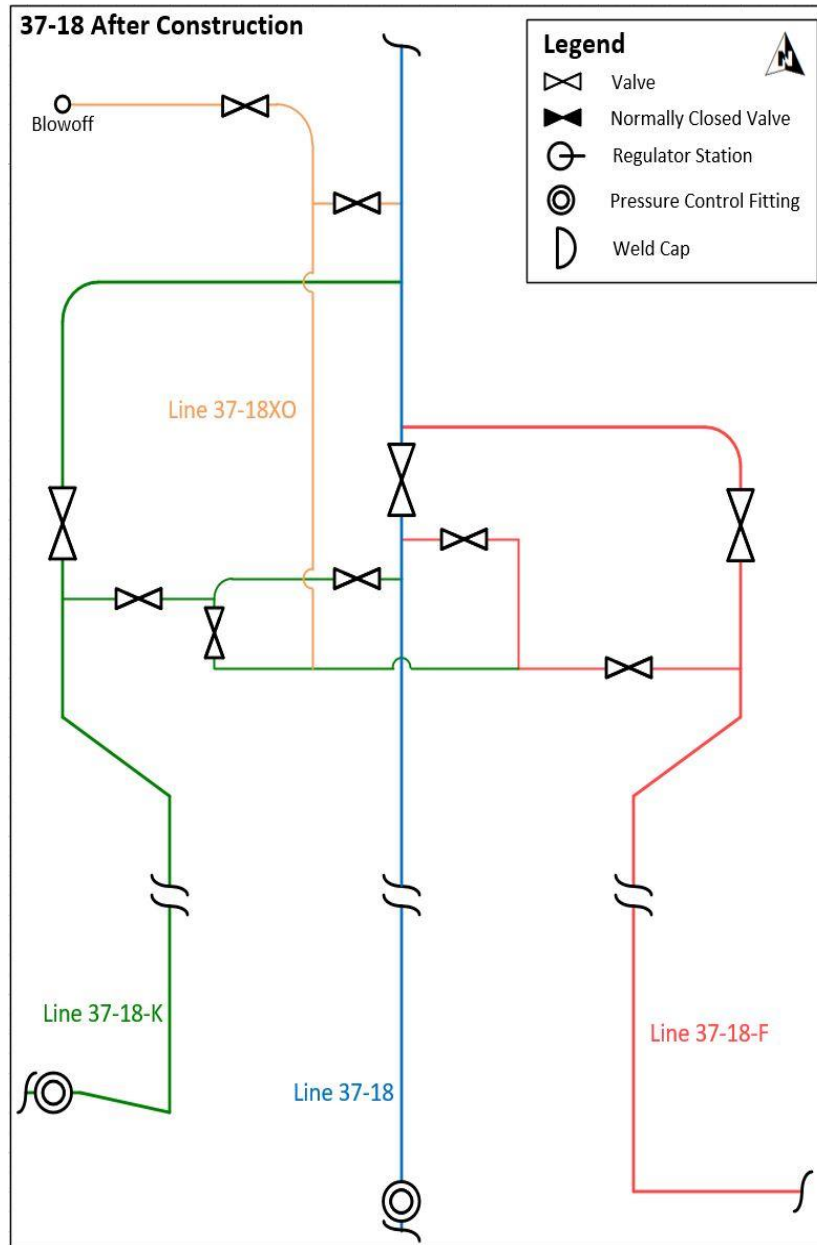 37-18 After Construction
Legend
N
Valve
Normally Closed Valve
Regulator Station
Pressure Control Fitting
Weld Cap
Blowoff
Line 37-18XO
Line 37-18-K
Line 37-18
Line 37-18-F